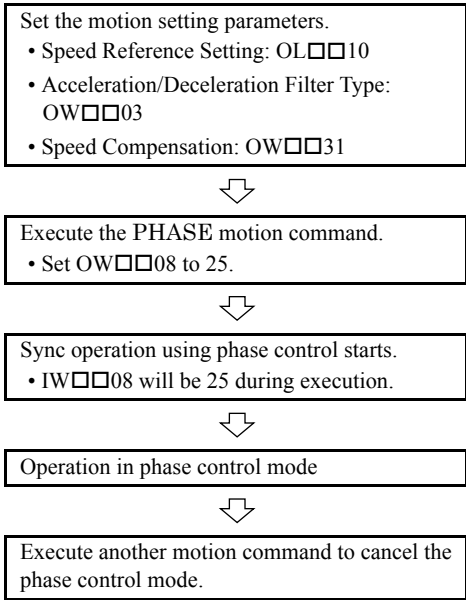 Set the motion setting parameters.
• Speed Reference Setting: OL□□10
• Acceleration/Deceleration Filter Type:
OW□□03
• Speed Compensation: OW□□31
Execute the PHASE motion command.
• Set OW□□08 to 25.
Sync operation using phase control starts.
• IW□□08 will be 25 during execution.
Operation in phase control mode
Execute another motion command to cancel the
phase control mode.